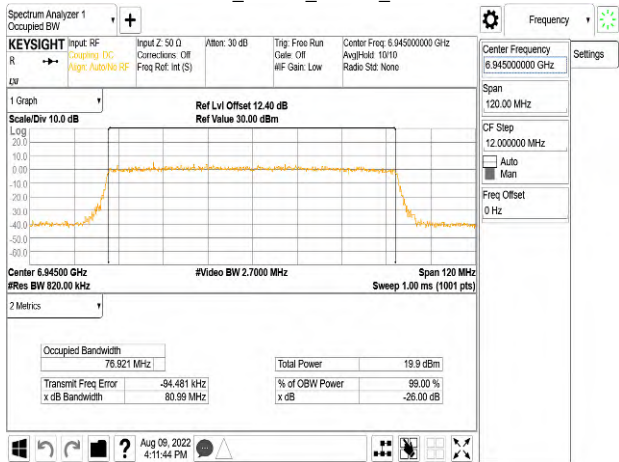 Spectrum Analyzer 1
Occupied BW
Frequency
KEYSIGHT
R
Input: RF
Coupling: DC
Align: Auto/No RF
Input Z: 50 Ω
Corrections: Off
Freq Ref: Int (S)
Atten: 30 dB
Trig: Free Run
Gate: Off
#IF Gain: Low
Center Freq: 6.945000000 GHz
Avg|Hold: 10/10
Radio Std: None
Center Frequency
6.945000000 GHz
Settings
Span
120.00 MHz
CF Step
12.000000 MHz
Auto
Man
Freq Offset
0 Hz
1 Graph
Scale/Div 10.0 dB
Ref Lvl Offset 12.40 dB
Ref Value 30.00 dBm
Log
20.0
10.0
0.00
-10.0
-20.0
-30.0
-40.0
-50.0
-60.0
Center 6.94500 GHz
#Res BW 820.00 kHz
#Video BW 2.7000 MHz
Span 120 MHz
Sweep 1.00 ms (1001 pts)
2 Metrics
Occupied Bandwidth
76.921 MHz
Transmit Freq Error -94.481 kHz
x dB Bandwidth 80.99 MHz
Total Power 19.9 dBm
% of OBW Power 99.00 %
x dB -26.00 dB
Aug 09, 2022
4:11:44 PM